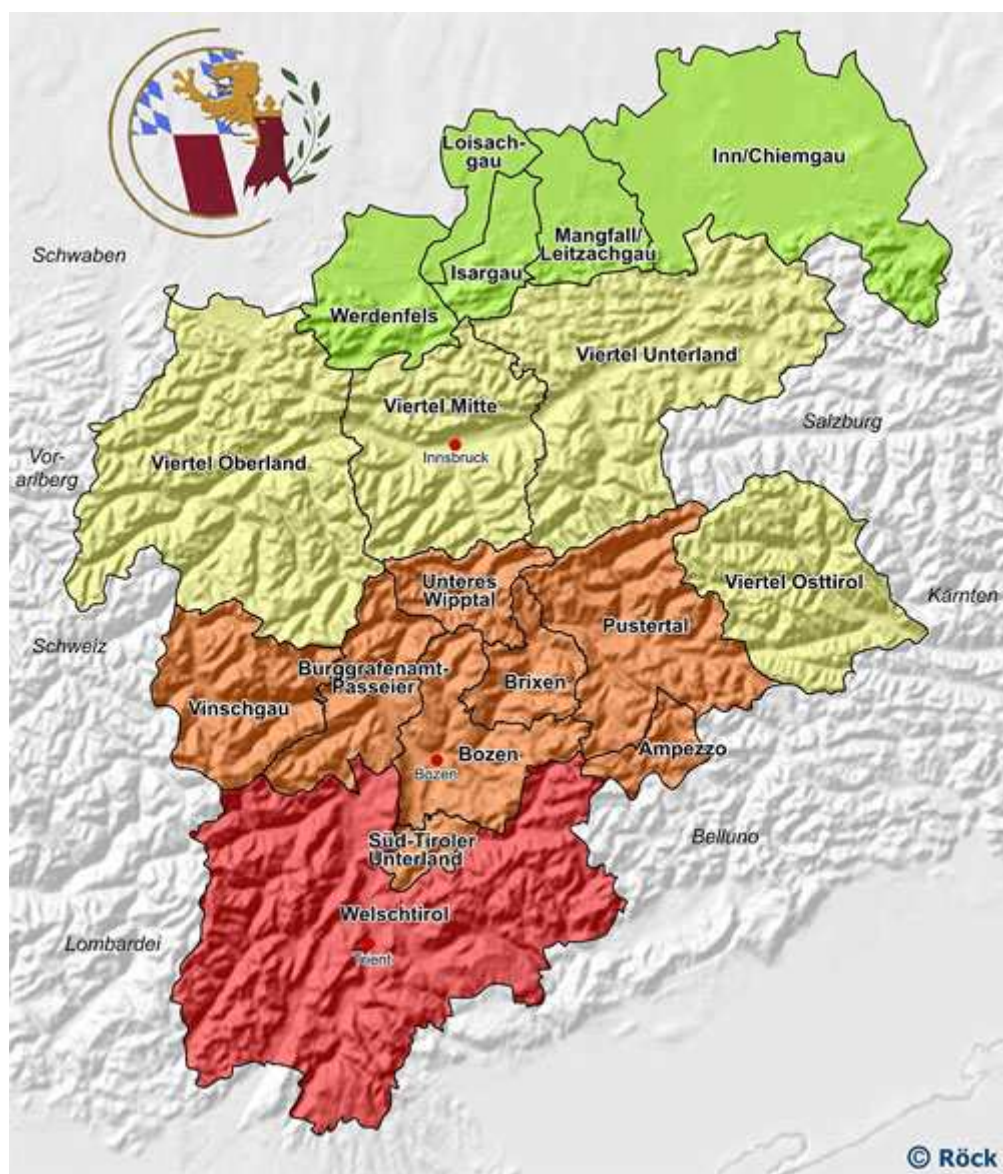 Loisach-
gau
Inn/Chiemgau
Mangfall/
Leitzachgau
Isargau
Werdenfels
Schwaben
Viertel Unterland
Viertel Mitte
Innsbruck
Salzburg
Viertel Oberland
Vor-
arlberg
Unteres
Wipptal
Viertel Osttirol
Kärnten
Pustertal
Schweiz
Burggrafenamt-
Passeier
Brixen
Vinschgau
Bozen
Ampezzo
Bozen
Süd-Tiroler
Unterland
Belluno
Welschtirol
Lombardei
Trient
© Röck